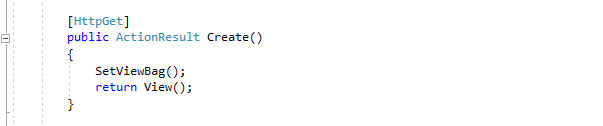 [HttpGet]
public ActionResult Create()
{
SetViewBag();
return View();
}